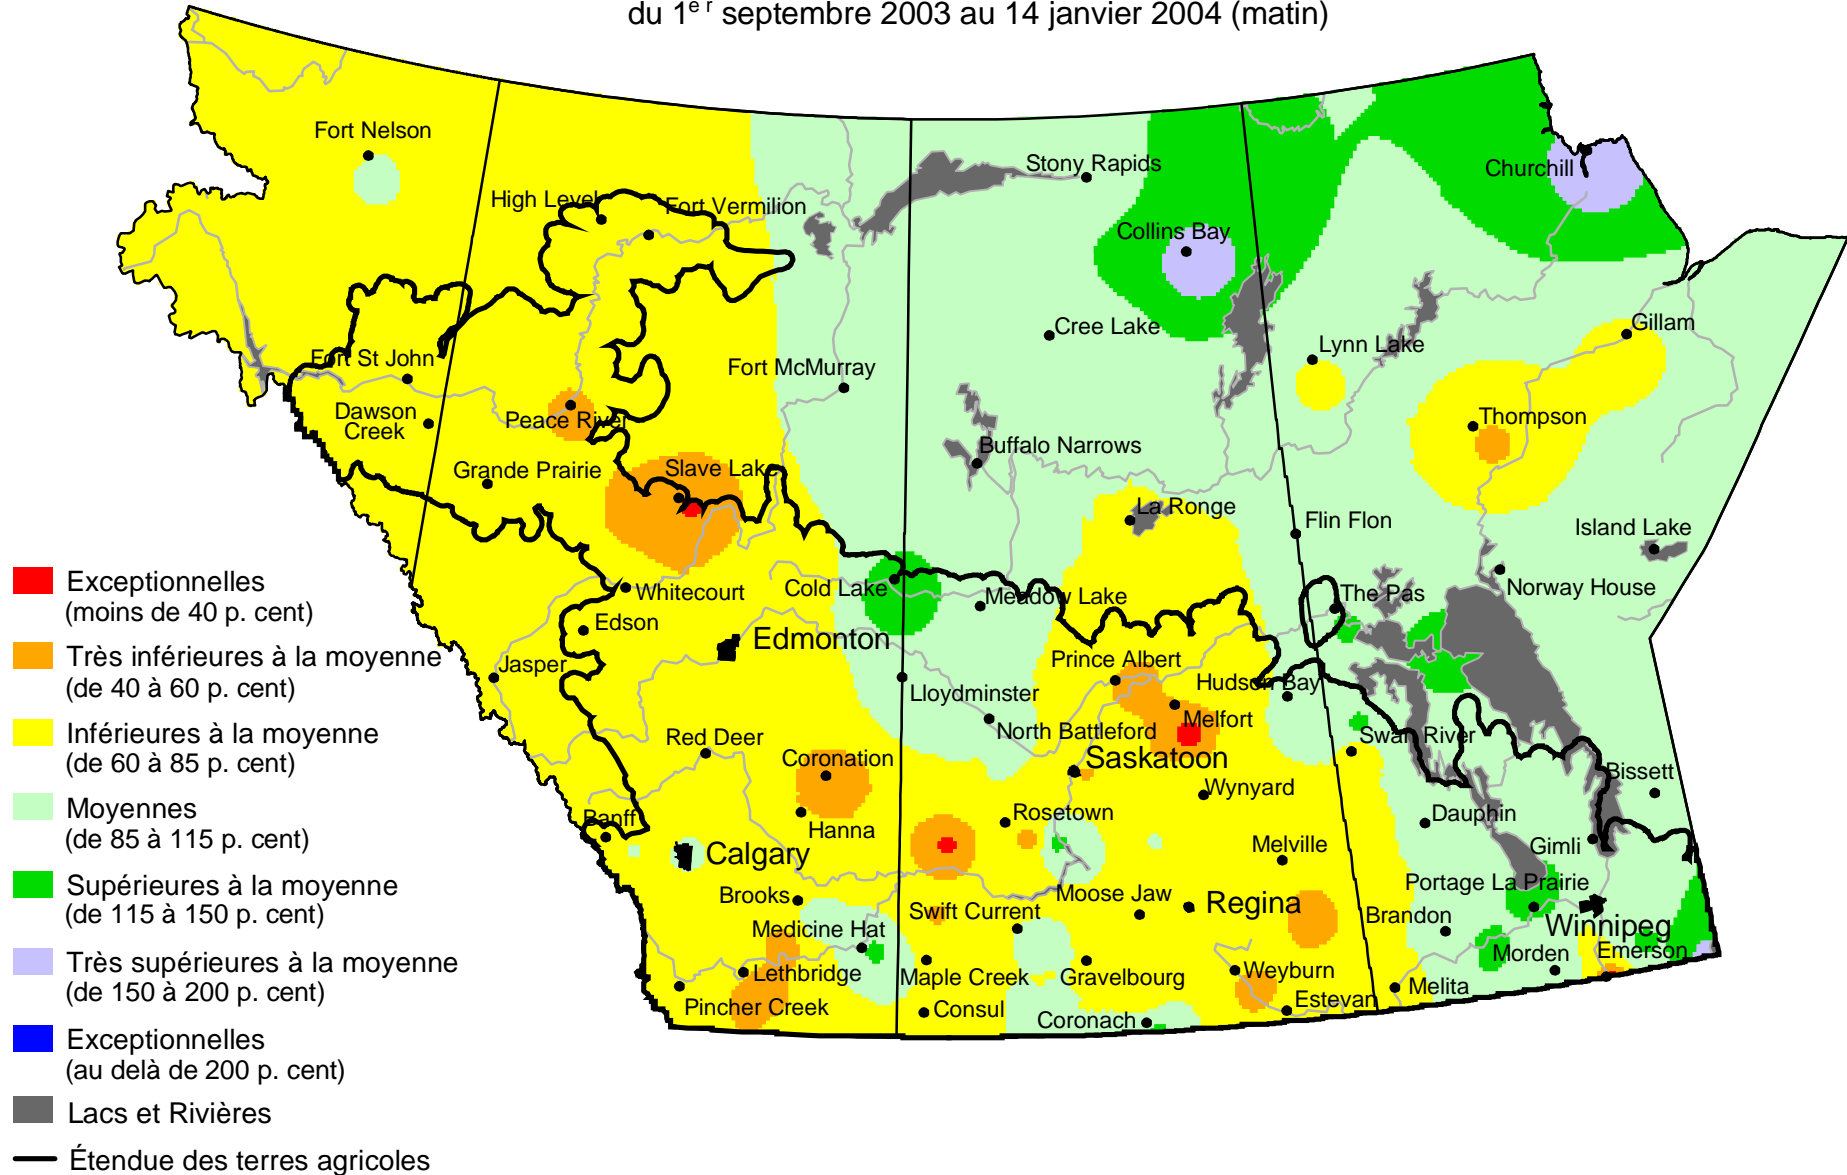 du 1er septembre 2003 au 14 janvier 2004 (matin)
Fort Nelson
Stony Rapids
Churchill
High Level
Fort Vermilion
Collins Bay
Gillam
Cree Lake
Lynn Lake
Fort St John
Fort McMurray
Dawson
Creek
Peace River
Thompson
Buffalo Narrows
Grande Prairie
Slave Lake
La Ronge
Flin Flon
Island Lake
Norway House
Whitecourt
Cold Lake
Meadow Lake
The Pas
Edson
Edmonton
Jasper
Prince Albert
Hudson Bay
Lloydminster
North Battleford
Melfort
Red Deer
Coronation
Saskatoon
Swan River
Bissett
Wynyard
Banff
Hanna
Rosetown
Dauphin
Calgary
Melville
Gimli
Portage La Prairie
Brooks
Moose Jaw
Regina
Swift Current
Brandon
Winnipeg
Medicine Hat
Morden
Emerson
Lethbridge
Maple Creek
Gravelbourg
Weyburn
Melita
Pincher Creek
Consul
Coronach
Estevan
Exceptionnelles
(moins de 40 p. cent)
Très inférieures à la moyenne
(de 40 à 60 p. cent)
Inférieures à la moyenne
(de 60 à 85 p. cent)
Moyennes
(de 85 à 115 p. cent)
Supérieures à la moyenne
(de 115 à 150 p. cent)
Très supérieures à la moyenne
(de 150 à 200 p. cent)
Exceptionnelles
(au delà de 200 p. cent)
Lacs et Rivières
Étendue des terres agricoles